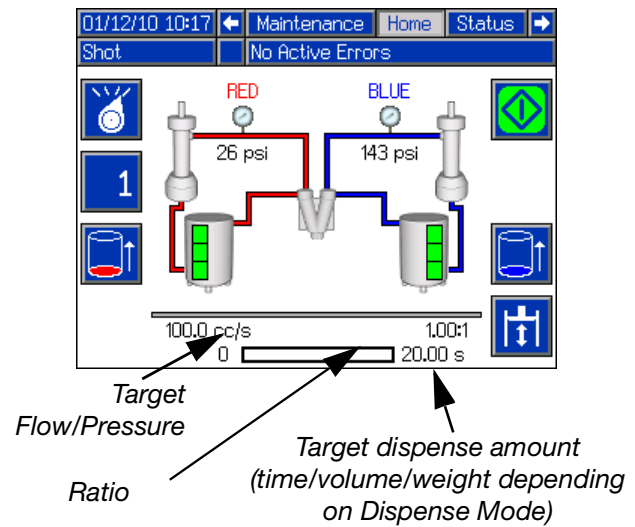 01/12/10 10:17 Maintenance Home Status
Shot No Active Errors
RED BLUE
26 psi 143 psi
1
100.0 cc/s 1.00:1
0 20.00 s
Target
Flow/Pressure
Ratio
Target dispense amount
(time/volume/weight depending
on Dispense Mode)